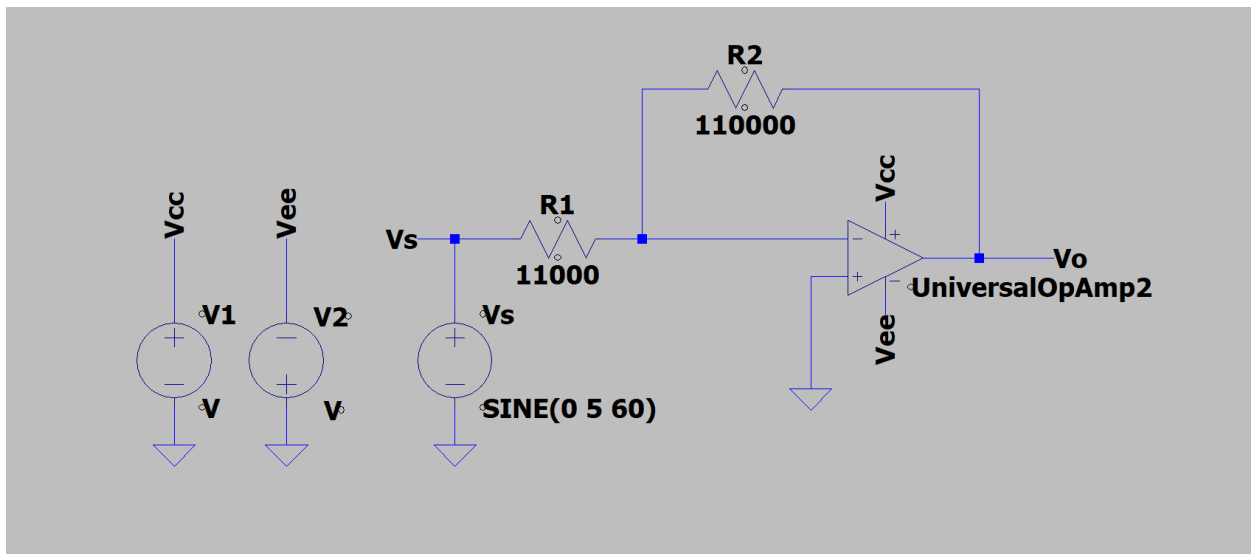 R2
110000
Vcc
Vee
Vcc
R1
Vs
11000
Vo
UniversalOpAmp2
V1
V2
Vs
Vee
V
V
SINE(0 5 60)